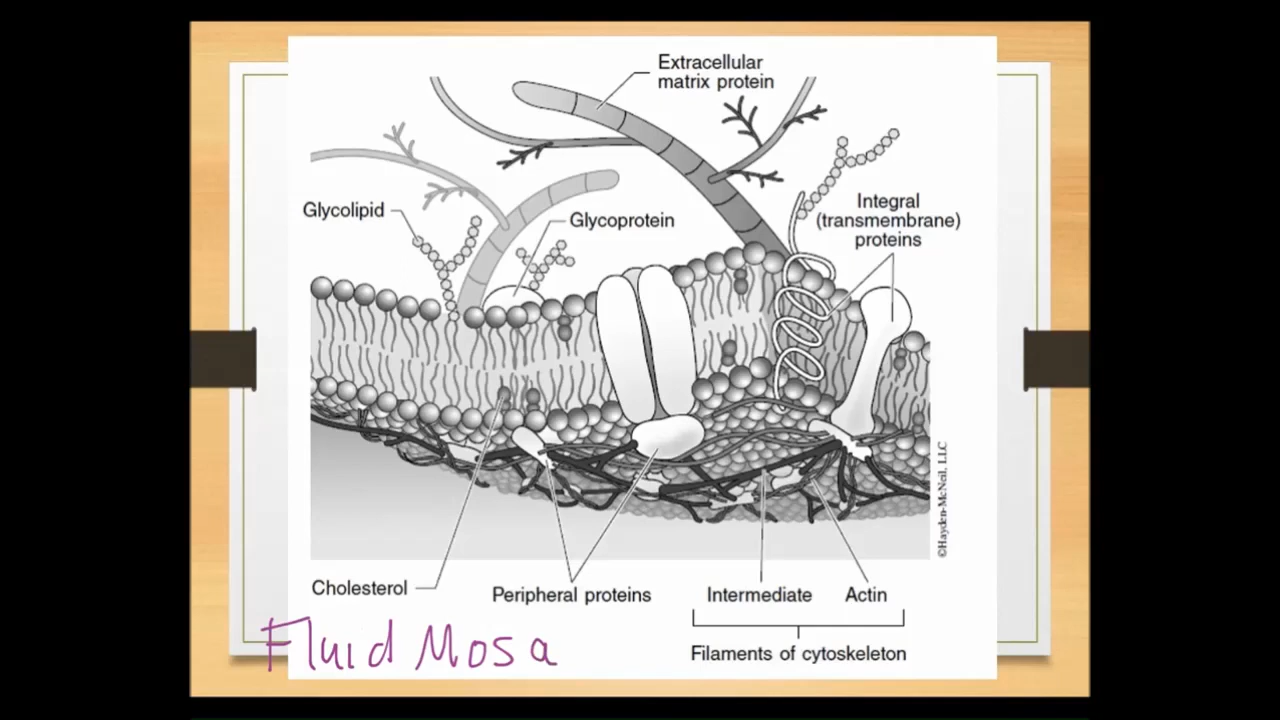 Extracellular
matrix protein
Glycolipid
Glycoprotein
Integral
(transmembrane)
proteins
©Hayden-McNeil, LLC
Cholesterol
Peripheral proteins
Intermediate
Actin
Filaments of cytoskeleton
Fluid Mosa